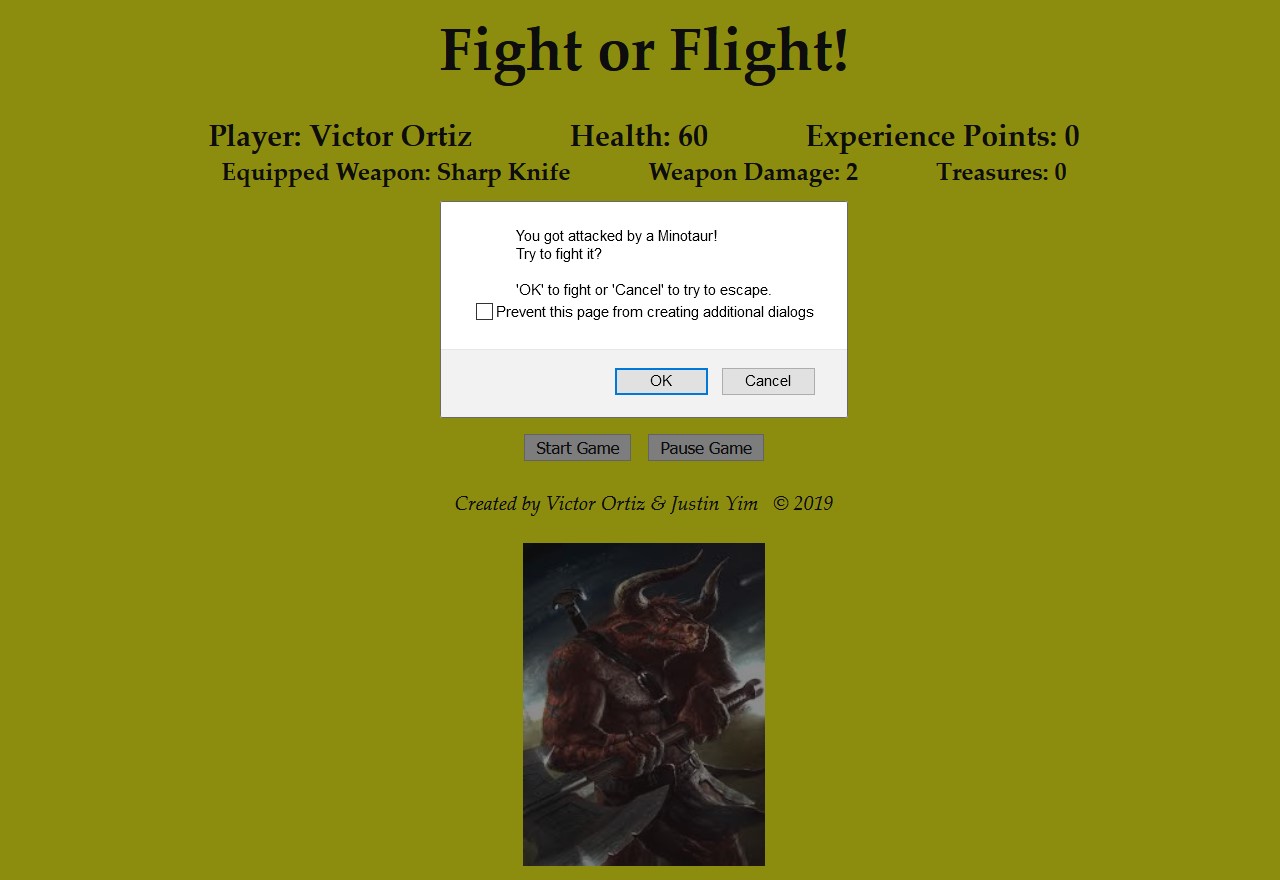 Fight or Flight!
Player: Victor Ortiz Health: 60 Experience Points: 0
Equipped Weapon: Sharp Knife Weapon Damage: 2 Treasures: 0
You got attacked by a Minotaur!
Try to fight it?
'OK' to fight or 'Cancel' to try to escape.
Prevent this page from creating additional dialogs
OK Cancel
Start Game Pause Game
Created by Victor Ortiz & Justin Yim © 2019